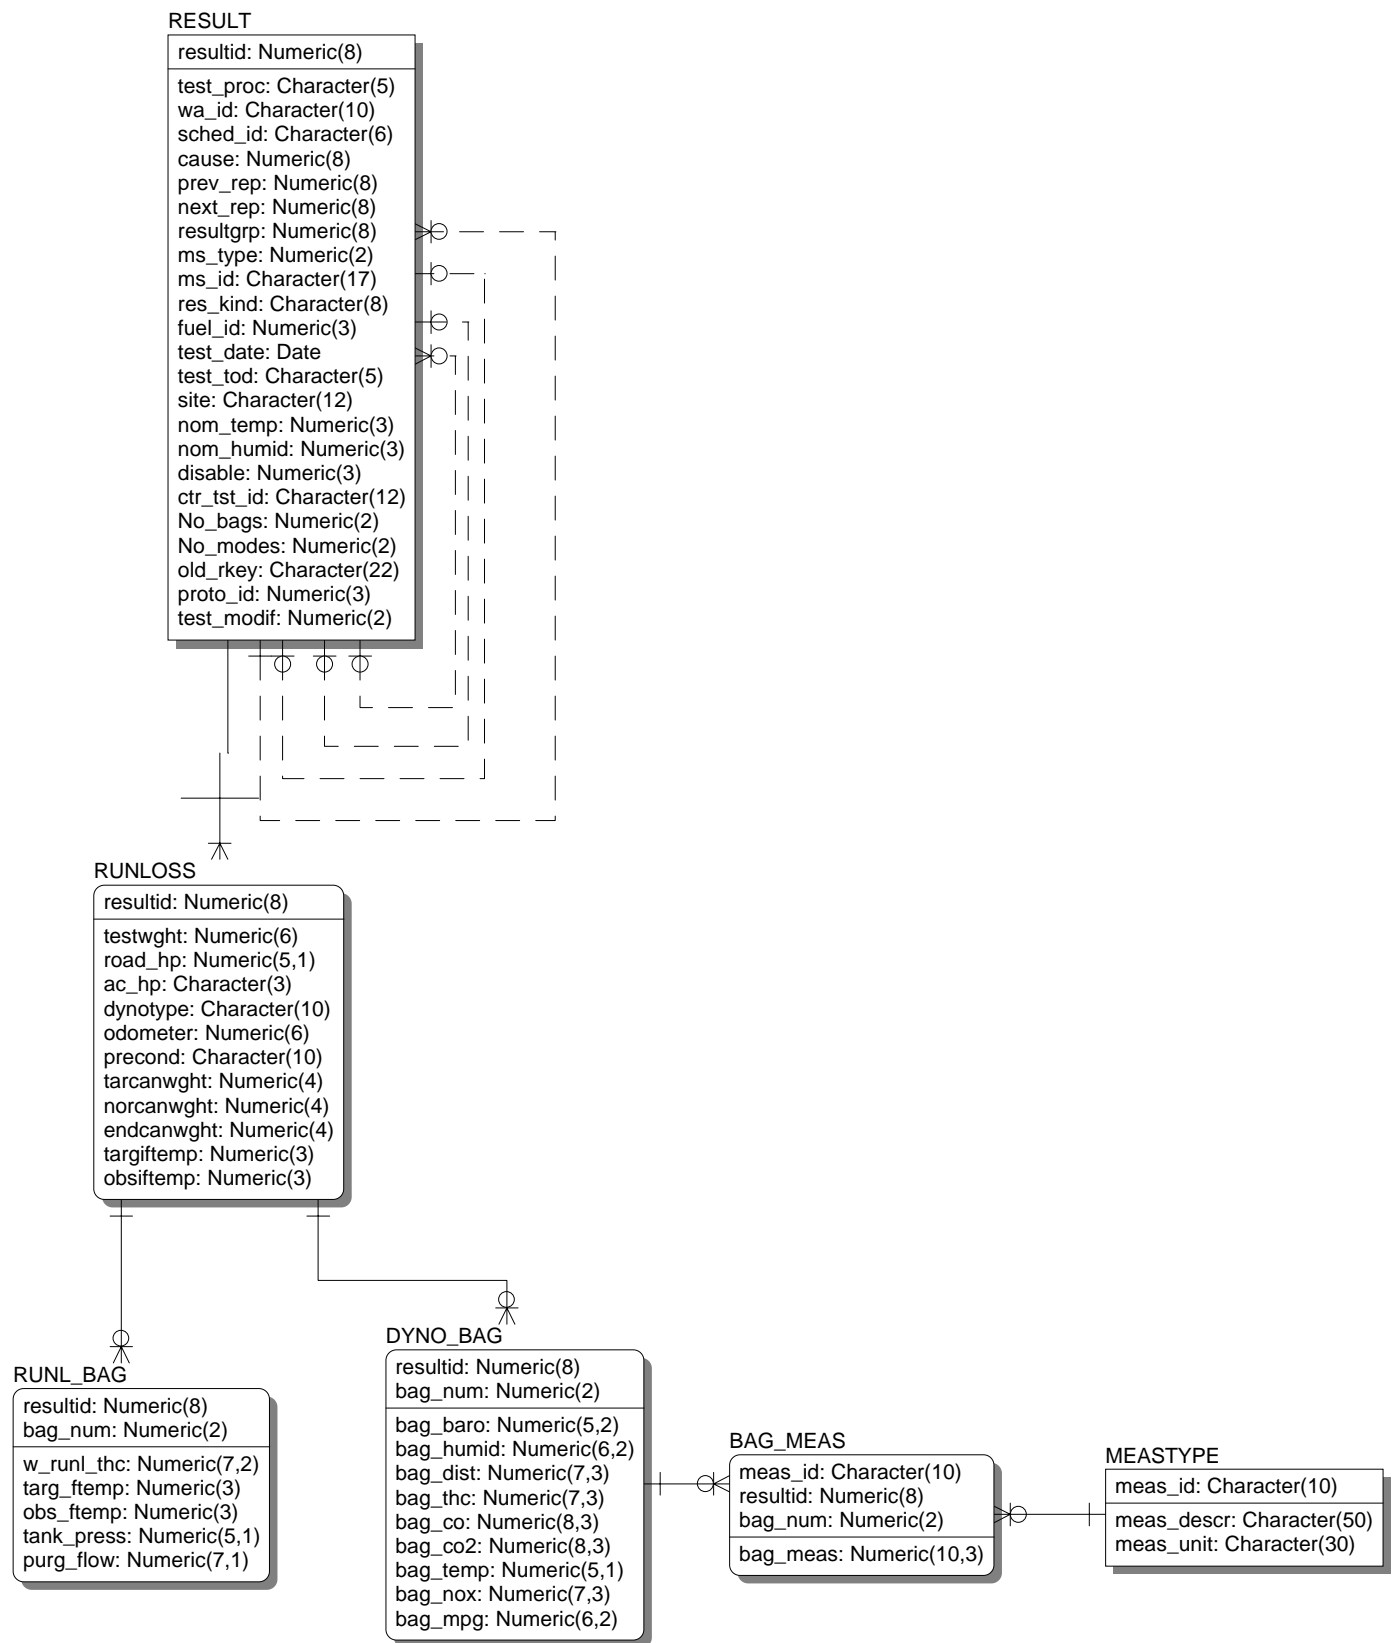 RESULT
resultid: Numeric(8)
test_proc: Character(5)
wa_id: Character(10)
sched_id: Character(6)
cause: Numeric(8)
prev_rep: Numeric(8)
next_rep: Numeric(8)
resultgrp: Numeric(8)
ms_type: Numeric(2)
ms_id: Character(17)
res_kind: Character(8)
fuel_id: Numeric(3)
test_date: Date
test_tod: Character(5)
site: Character(12)
nom_temp: Numeric(3)
nom_humid: Numeric(3)
disable: Numeric(3)
ctr_tst_id: Character(12)
No_bags: Numeric(2)
No_modes: Numeric(2)
old_rkey: Character(22)
proto_id: Numeric(3)
test_modif: Numeric(2)
RUNLOSS
resultid: Numeric(8)
testwght: Numeric(6)
road_hp: Numeric(5,1)
ac_hp: Character(3)
dynotype: Character(10)
odometer: Numeric(6)
precond: Character(10)
tarcanwght: Numeric(4)
norcanwght: Numeric(4)
endcanwght: Numeric(4)
targiftemp: Numeric(3)
obsiftemp: Numeric(3)
RUNL_BAG
resultid: Numeric(8)
bag_num: Numeric(2)
w_runl_thc: Numeric(7,2)
targ_ftemp: Numeric(3)
obs_ftemp: Numeric(3)
tank_press: Numeric(5,1)
purg_flow: Numeric(7,1)
DYNO_BAG
resultid: Numeric(8)
bag_num: Numeric(2)
bag_baro: Numeric(5,2)
bag_humid: Numeric(6,2)
bag_dist: Numeric(7,3)
bag_thc: Numeric(7,3)
bag_co: Numeric(8,3)
bag_co2: Numeric(8,3)
bag_temp: Numeric(5,1)
bag_nox: Numeric(7,3)
bag_mpg: Numeric(6,2)
BAG_MEAS
meas_id: Character(10)
resultid: Numeric(8)
bag_num: Numeric(2)
bag_meas: Numeric(10,3)
MEASTYPE
meas_id: Character(10)
meas_descr: Character(50)
meas_unit: Character(30)